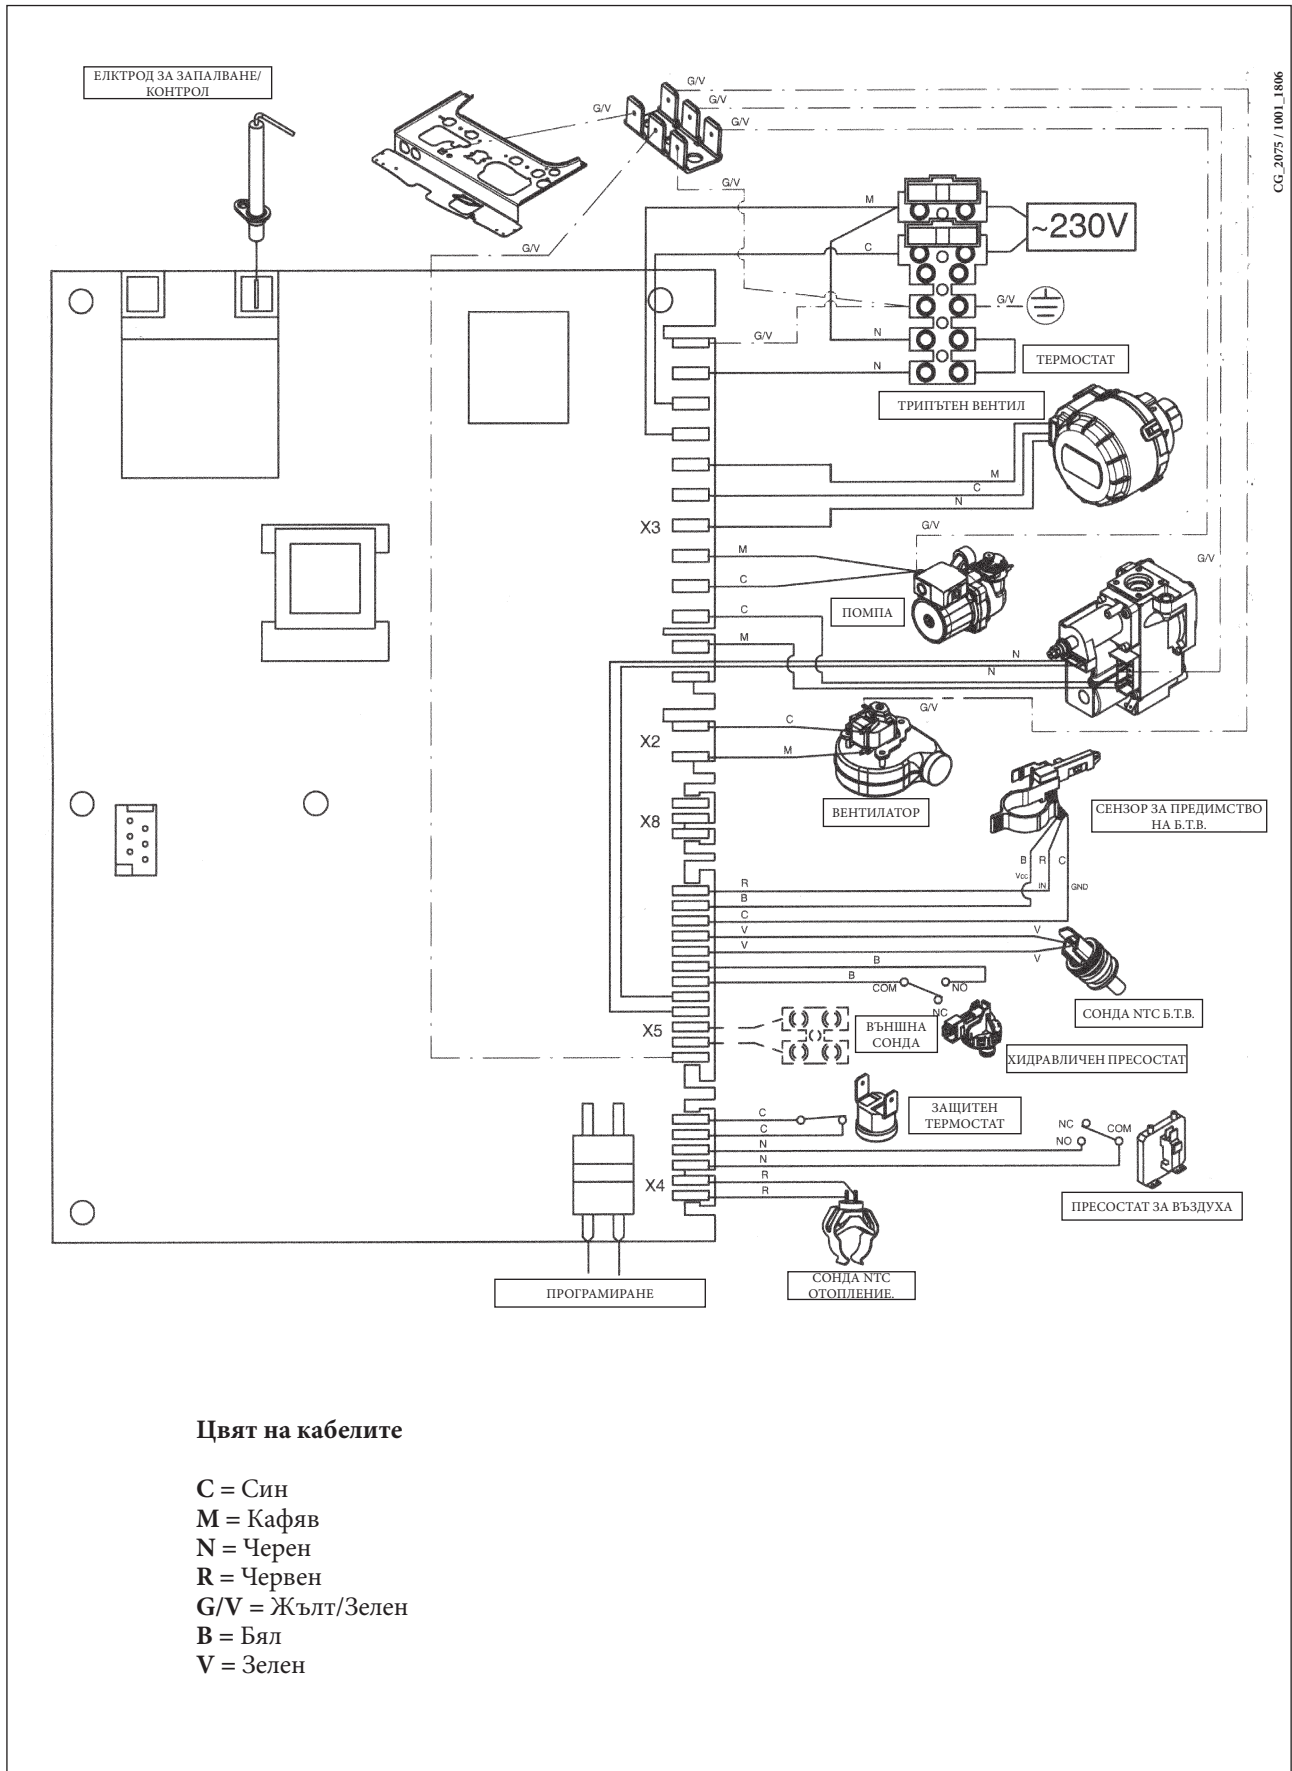 ЕЛКТРОД ЗА ЗАПАЛВАНЕ/
КОНТРОЛ
CG_2075 / 1001_1806
G/V
G/V
G/V
G/V
G/V
G/V
M
~230V
C
G/V
G/V
N
N
ТЕРМОСТАТ
ТРИПЪТЕН ВЕНТИЛ
M
C
N
X3
G/V
G/V
M
C
ПОМПА
C
M
N
N
G/V
X2
C
M
ВЕНТИЛАТОР
СЕНЗОР ЗА ПРЕДИМСТВО
НА Б.Т.В.
X8
B R C
Vcc
IN
GND
R
B
C
V
V
V
V
B
B
COM
NO
NC
СОНДА NTC Б.Т.В.
X5
ВЪНШНА
СОНДА
ХИДРАВЛИЧЕН ПРЕСОСТАТ
ЗАЩИТЕН
ТЕРМОСТАТ
C
C
N
N
R
R
NC
COM
NO
X4
ПРЕСОСТАТ ЗА ВЪЗДУХА
СОНДА NTC
ОТОПЛЕНИЕ.
ПРОГРАМИРАНЕ
Цвят на кабелите
C = Син
M = Кафяв
N = Черен
R = Червен
G/V = Жълт/Зелен
B = Бял
V = Зелен